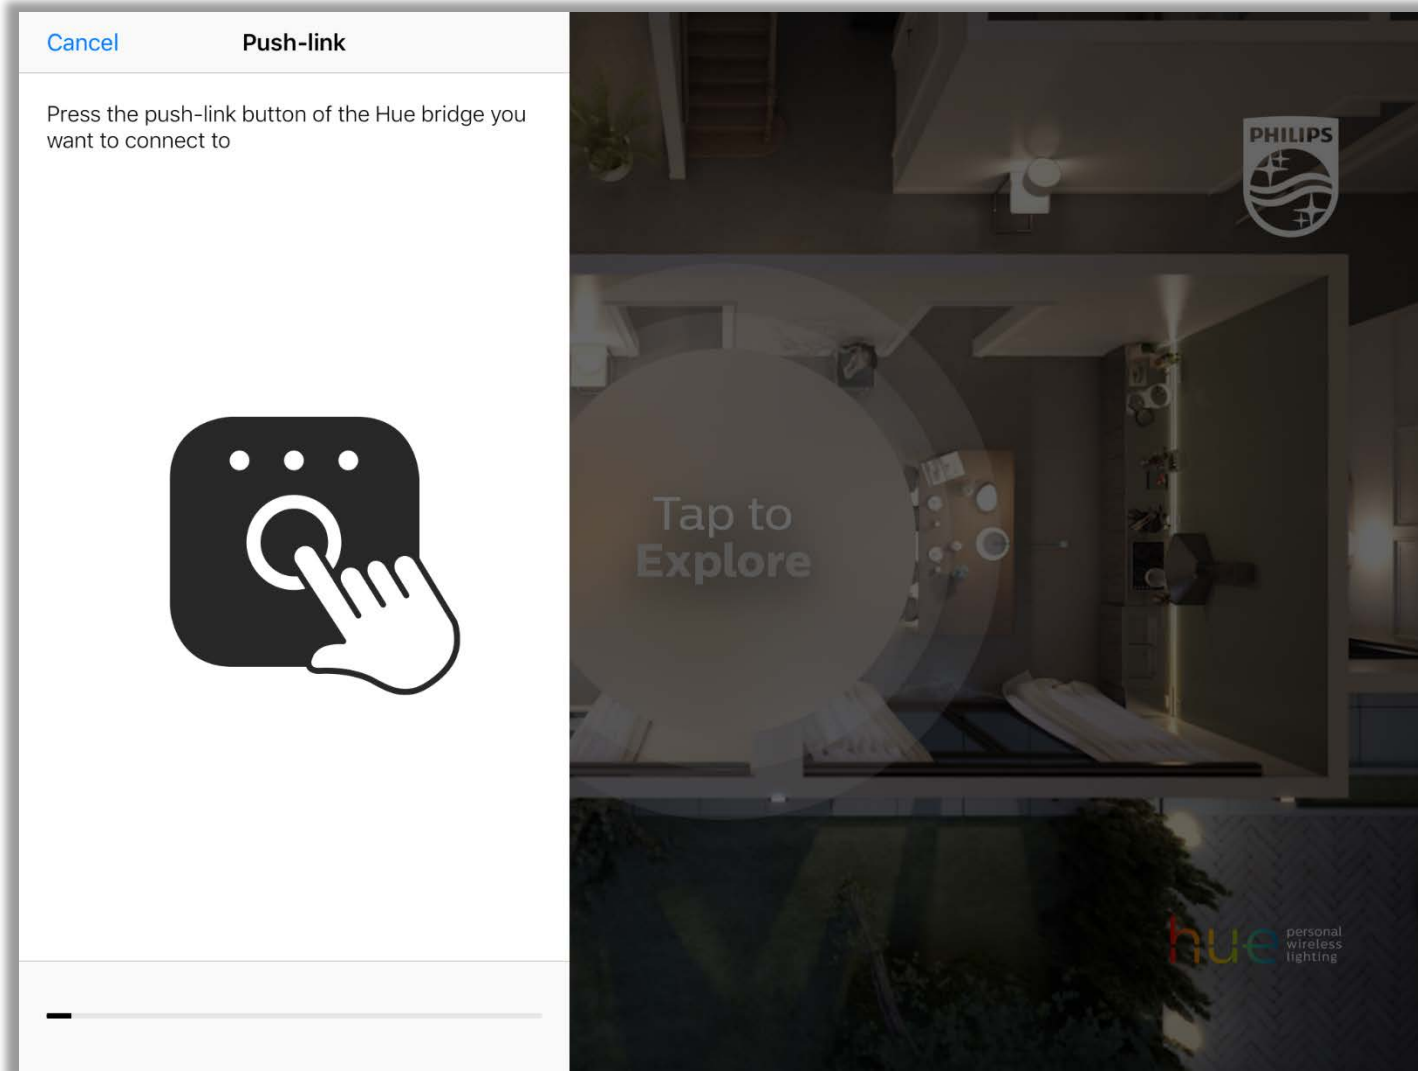 Cancel
Push-link
Press the push-link button of the Hue bridge you
want to connect to
PHILIPS
Tap to
Explore
hue
personal
wireless
lighting